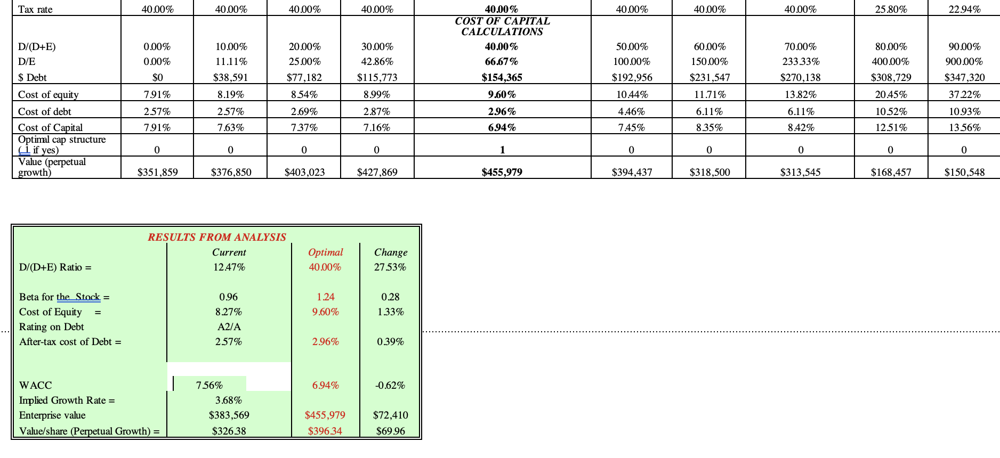 Tax rate 40.00% 40.00% 40.00% 40.00% 40.00% 40.00% 40.00% 40.00% 25.80% 22.94%
COST OF CAPITAL
CALCULATIONS
D/(D+E) 0.00% 10.00% 20.00% 30.00% 40.00% 50.00% 60.00% 70.00% 80.00% 90.00%
D/E 0.00% 11.11% 25.00% 42.86% 66.67% 100.00% 150.00% 233.33% 400.00% 900.00%
$ Debt $0 $38,591 $77,182 $115,773 $154,365 $192,956 $231,547 $270,138 $308,729 $347,320
Cost of equity 7.91% 8.19% 8.54% 8.99% 9.60% 10.44% 11.71% 13.82% 20.45% 37.22%
Cost of debt 2.57% 2.57% 2.69% 2.87% 2.96% 4.46% 6.11% 6.11% 10.52% 10.93%
Cost of Capital 7.91% 7.63% 7.37% 7.16% 6.94% 7.45% 8.35% 8.42% 12.51% 13.56%
Optimal cap structure
( 1 if yes) 0 0 0 0 1 0 0 0 0 0
Value (perpetual
growth) $351,859 $376,850 $403,023 $427,869 $455,979 $394,437 $318,500 $313,545 $168,457 $150,548
RESULTS FROM ANALYSIS
Current Optimal Change
D/(D+E) Ratio = 12.47% 40.00% 27.53%
Beta for the Stock = 0.96 1.24 0.28
Cost of Equity = 8.27% 9.60% 1.33%
Rating on Debt A2/A
After-tax cost of Debt = 2.57% 2.96% 0.39%
WACC 7.56% 6.94% -0.62%
Implied Growth Rate = 3.68%
Enterprise value $383,569 $455,979 $72,410
Value/share (Perpetual Growth) = $326.38 $396.34 $69.96